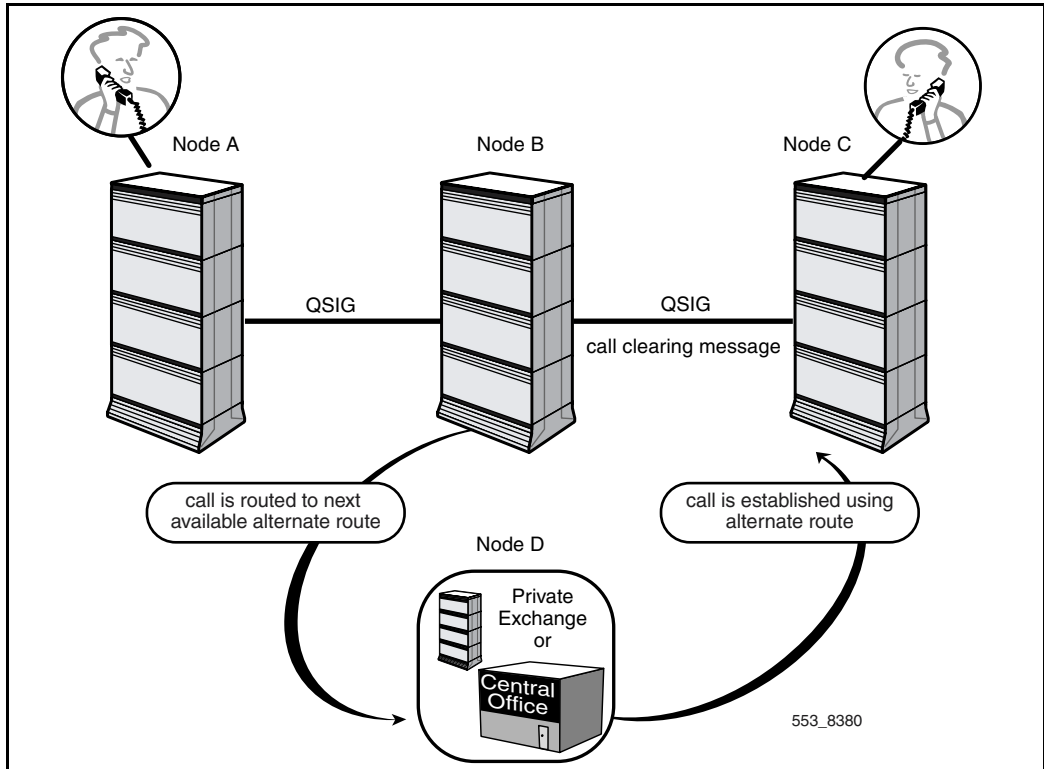 Node A
Node B
Node C
QSIG
QSIG
call clearing message
call is routed to next
available alternate route
call is established using
alternate route
Node D
Private
Exchange
or
Central
Office
553_8380